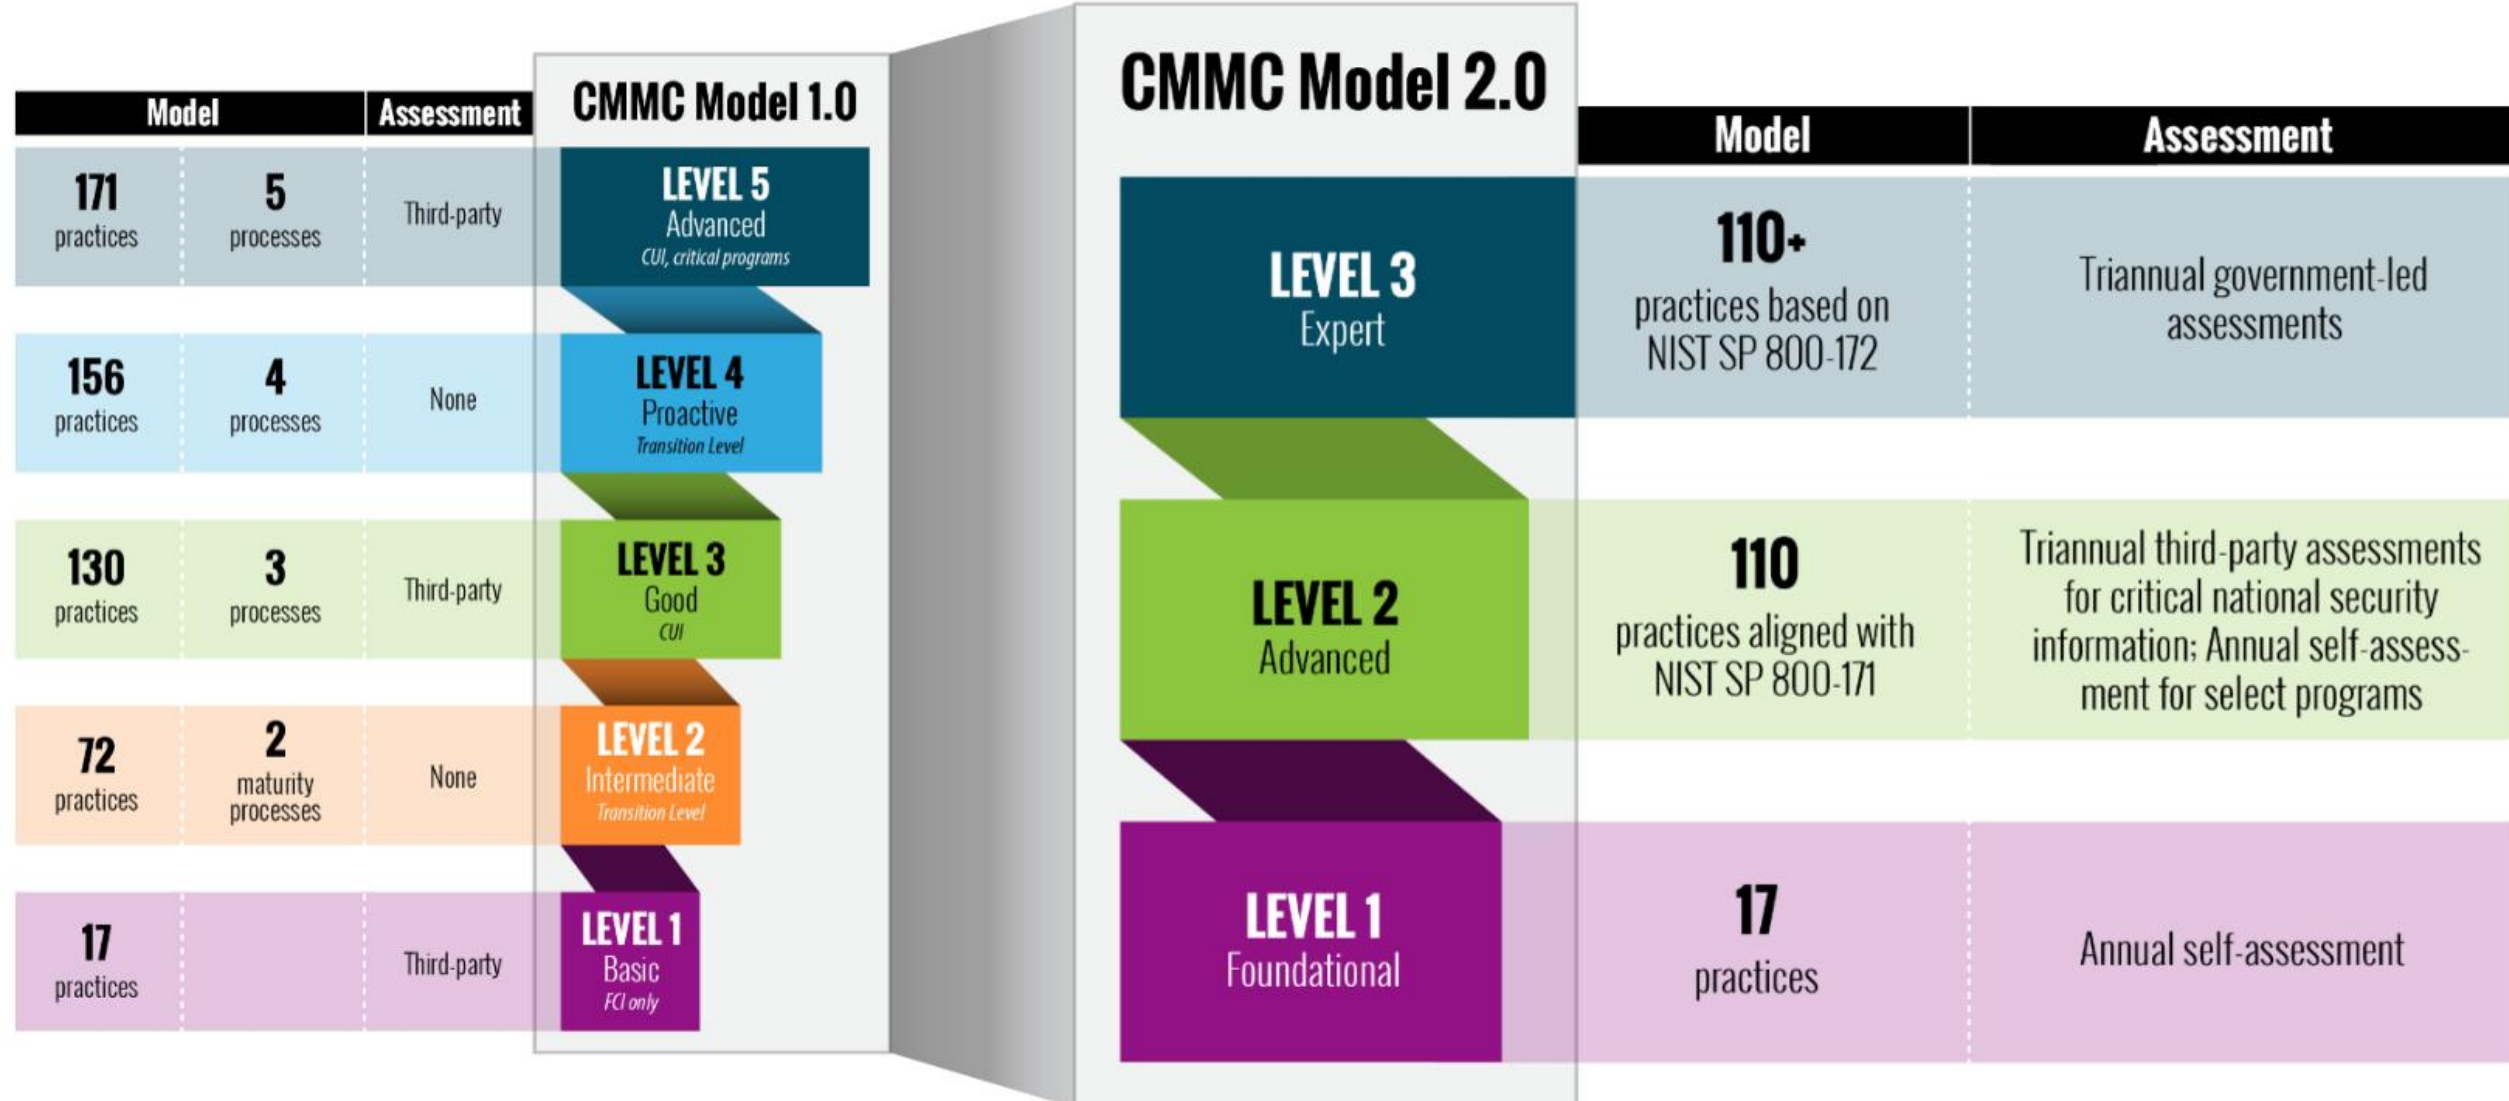 CMMC Model 1.0
Model
Assessment
171
practices
5
processes
Third-party
LEVEL 5
Advanced
CUI, critical programs
156
practices
4
processes
None
LEVEL 4
Proactive
Transition Level
130
practices
3
processes
Third-party
LEVEL 3
Good
CUI
72
practices
2
maturity
processes
None
LEVEL 2
Intermediate
Transition Level
17
practices
Third-party
LEVEL 1
Basic
FCI only
CMMC Model 2.0
Model
Assessment
LEVEL 3
Expert
110+
practices based on
NIST SP 800-172
Triannual government-led
assessments
LEVEL 2
Advanced
110
practices aligned with
NIST SP 800-171
Triannual third-party assessments
for critical national security
information; Annual self-assess-
ment for select programs
LEVEL 1
Foundational
17
practices
Annual self-assessment